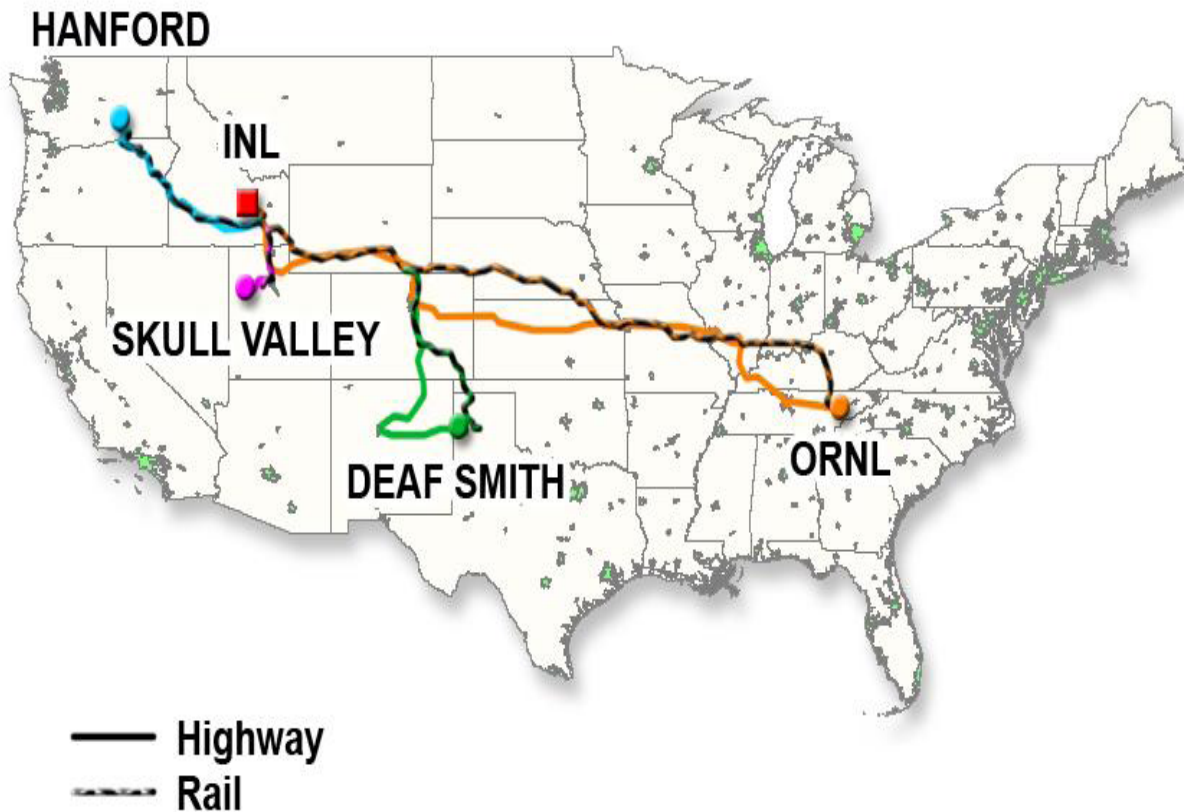 HANFORD
INL
SKULL VALLEY
DEAF SMITH
ORNL
Highway
Rail